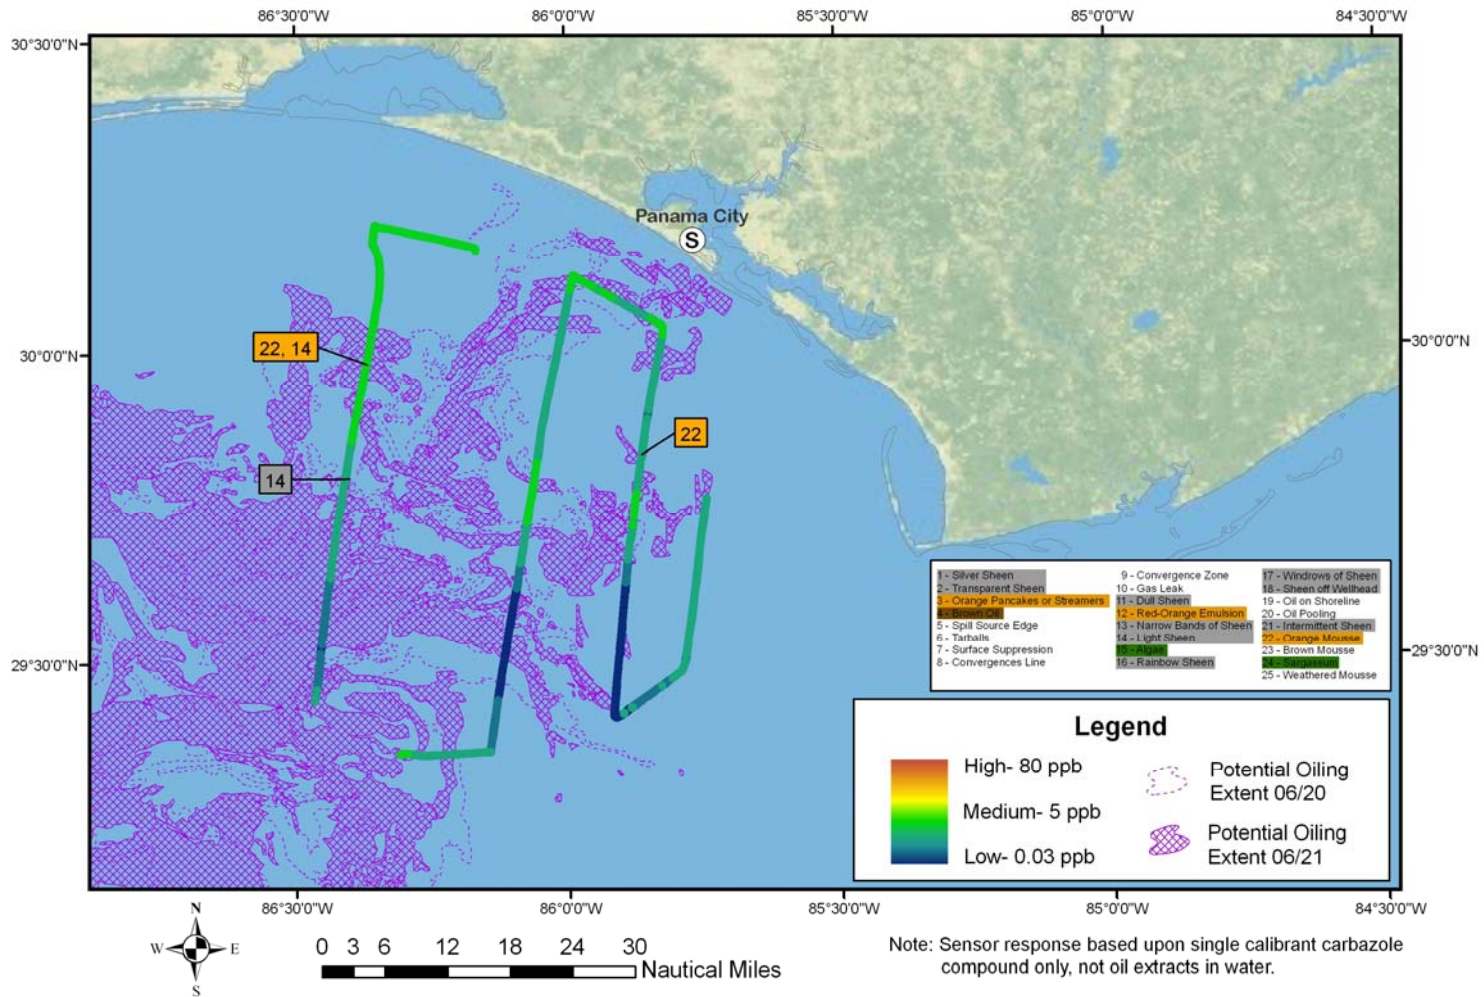 86°30'0"W 86°0'0"W 85°30'0"W 85°0'0"W 84°30'0"W
30°30'0"N
Panama City
S
22, 14
30°0'0"N
30°0'0"N
22
14
1 - Silver Sheen
2 - Transparent Sheen
3 - Orange Pancakes or Streamers
4 - Brown Oil
5 - Spill Source Edge
6 - Tarballs
7 - Surface Suppression
8 - Convergences Line
9 - Convergence Zone
10 - Gas Leak
11 - Dull Sheen
12 - Red-Orange Emulsion
13 - Narrow Bands of Sheen
14 - Light Sheen
15 - Algae
16 - Rainbow Sheen
17 - Windrows of Sheen
18 - Sheen off Wellhead
19 - Oil on Shoreline
20 - Oil Pooling
21 - Intermittent Sheen
22 - Orange Mousse
23 - Brown Mousse
24 - Sargassum
25 - Weathered Mousse
29°30'0"N
29°30'0"N
Legend
High- 80 ppb
Medium- 5 ppb
Low- 0.03 ppb
Potential Oiling
Extent 06/20
Potential Oiling
Extent 06/21
86°30'0"W 86°0'0"W 85°30'0"W 85°0'0"W 84°30'0"W
N
W E
S
0 3 6 12 18 24 30
Nautical Miles
Note: Sensor response based upon single calibrant carbazole
compound only, not oil extracts in water.